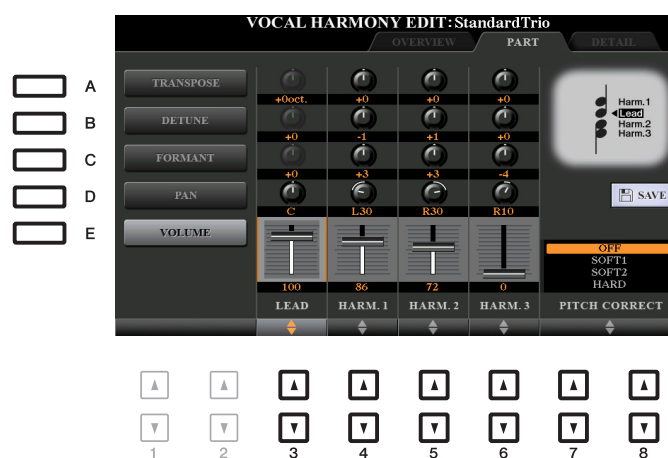 VOCAL HARMONY EDIT:StandardTrio
OVERVIEW PART DETAIL
A TRANSPOSE
+0oct. +0 +0 +0
B DETUNE
+0 -1 +1 +0
C FORMANT
+0 +3 +3 -4
D PAN
C L30 R30 R10
E VOLUME
100 86 72 0
Harm.1
Lead
Harm.2
Harm.3
SAVE
OFF
SOFT1
SOFT2
HARD
LEAD HARM. 1 HARM. 2 HARM. 3 PITCH CORRECT
1 2 3 4 5 6 7 8